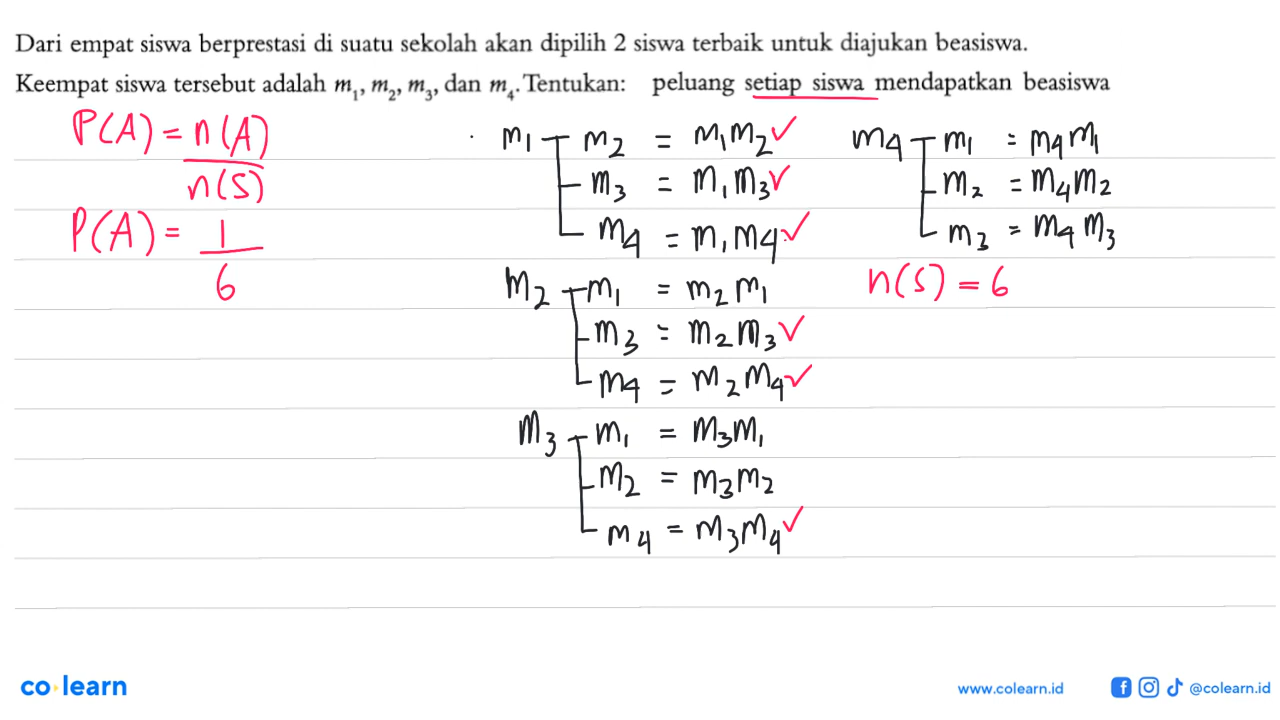 Dari empat siswa berprestasi di suatu sekolah akan dipilih 2 siswa terbaik untuk diajukan beasiswa.
Keempat siswa tersebut adalah m₁, m₂, m₃, dan m₄. Tentukan: peluang setiap siswa mendapatkan beasiswa
P(A) = n(A)
n(S)
P(A) = 1
6
m₁ m₂ = m₁m₂ ✓
m₃ = m₁m₃ ✓
m₄ = m₁m₄ ✓
m₂ m₁ = m₂m₁
m₃ = m₂m₃ ✓
m₄ = m₂m₄ ✓
m₃ m₁ = m₃m₁
m₂ = m₃m₂
m₄ = m₃m₄ ✓
m₄ m₁ = m₄m₁
m₂ = m₄m₂
m₃ = m₄m₃
n(S) = 6
co learn
www.colearn.id
@colearn.id